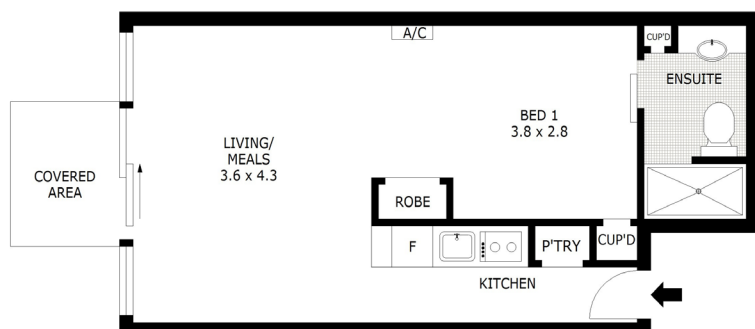 A/C
CUP'D
ENSUITE
BED 1
3.8 x 2.8
LIVING/
MEALS
3.6 x 4.3
COVERED
AREA
ROBE
F
P'TRY
CUP'D
KITCHEN